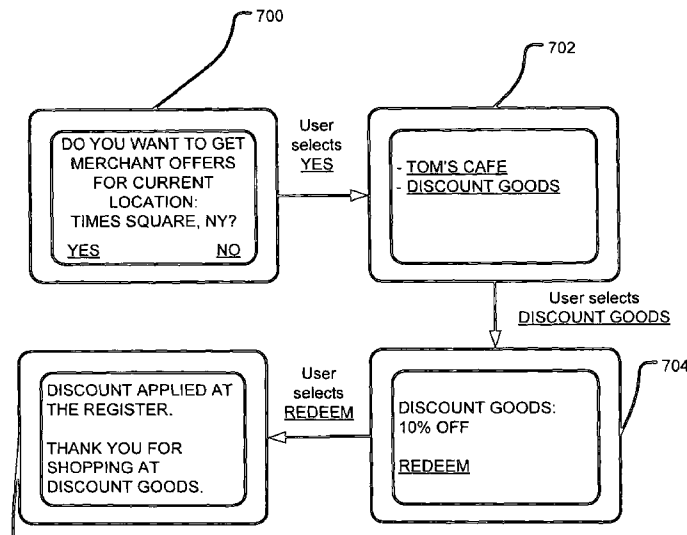 700
702
DO YOU WANT TO GET
MERCHANT OFFERS
FOR CURRENT
LOCATION:
TIMES SQUARE, NY?
YES NO
User
selects
YES
- TOM'S CAFE
- DISCOUNT GOODS
User selects
DISCOUNT GOODS
704
DISCOUNT GOODS:
10% OFF
REDEEM
User
selects
REDEEM
DISCOUNT APPLIED AT
THE REGISTER.
THANK YOU FOR
SHOPPING AT
DISCOUNT GOODS.